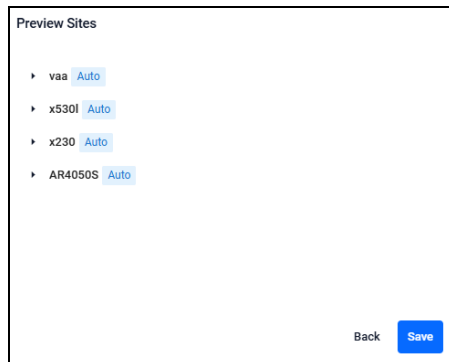 Preview Sites
vaa Auto
x530l Auto
x230 Auto
AR4050S Auto
Back Save